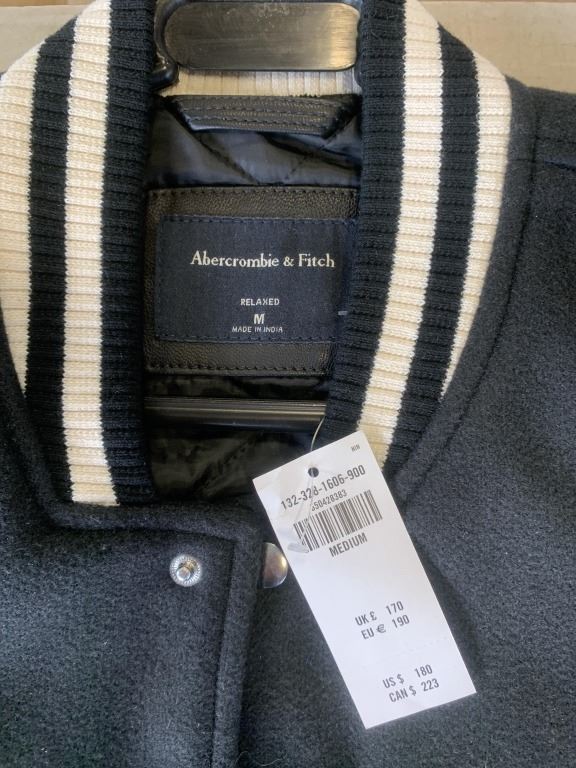 Abercrombie & Fitch
RELAXED
M
MADE IN INDIA
132-328-1606-900
MEDIUM
UK £ 170
EU € 190
US $ 180
CAN $ 223